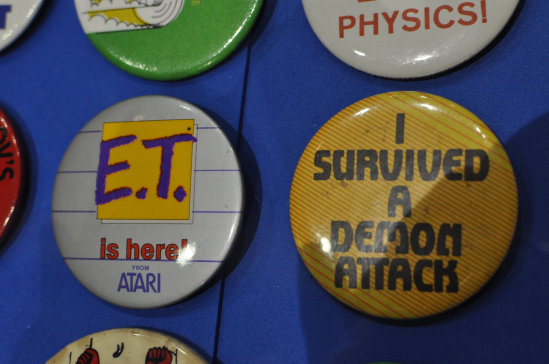 PHYSICS!
E.T.
is here!
FROM
ATARI
I
SURVIVED
A
DEMON
ATTACK